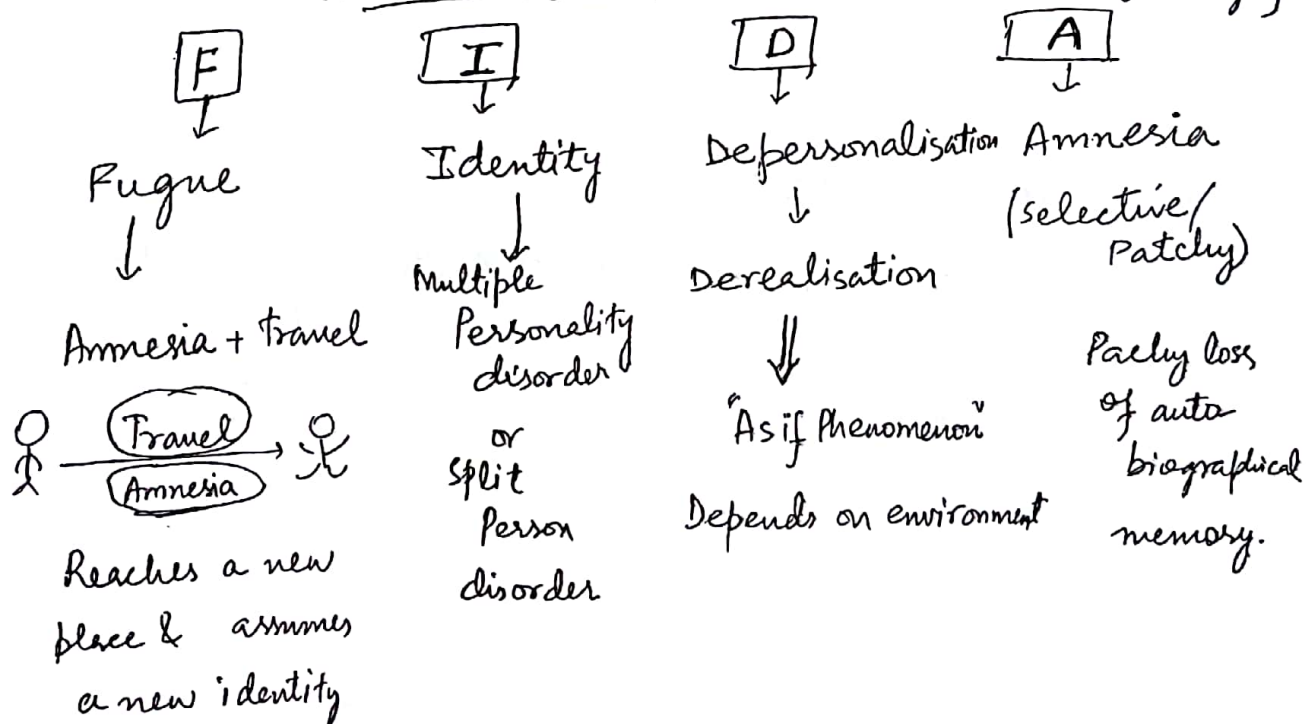 F I D A
Fugue
Identity
Depersonalisation
Amnesia
(selective/
Patchy)
Multiple
Personality
disorder
or
Split
Person
disorder
Derealisation
"As if Phenomenon"
Depends on environment
Pachy loss
of auto
biographical
memory.
Amnesia + travel
Travel
Amnesia
Reaches a new
place & assumes
a new identity